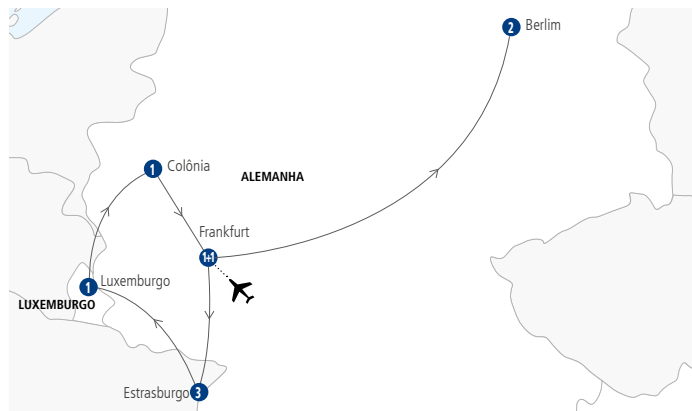 2 Berlim
1 Colônia
ALEMANHA
Frankfurt
1+1
1 Luxemburgo
LUXEMBURGO
Estrasburgo 3